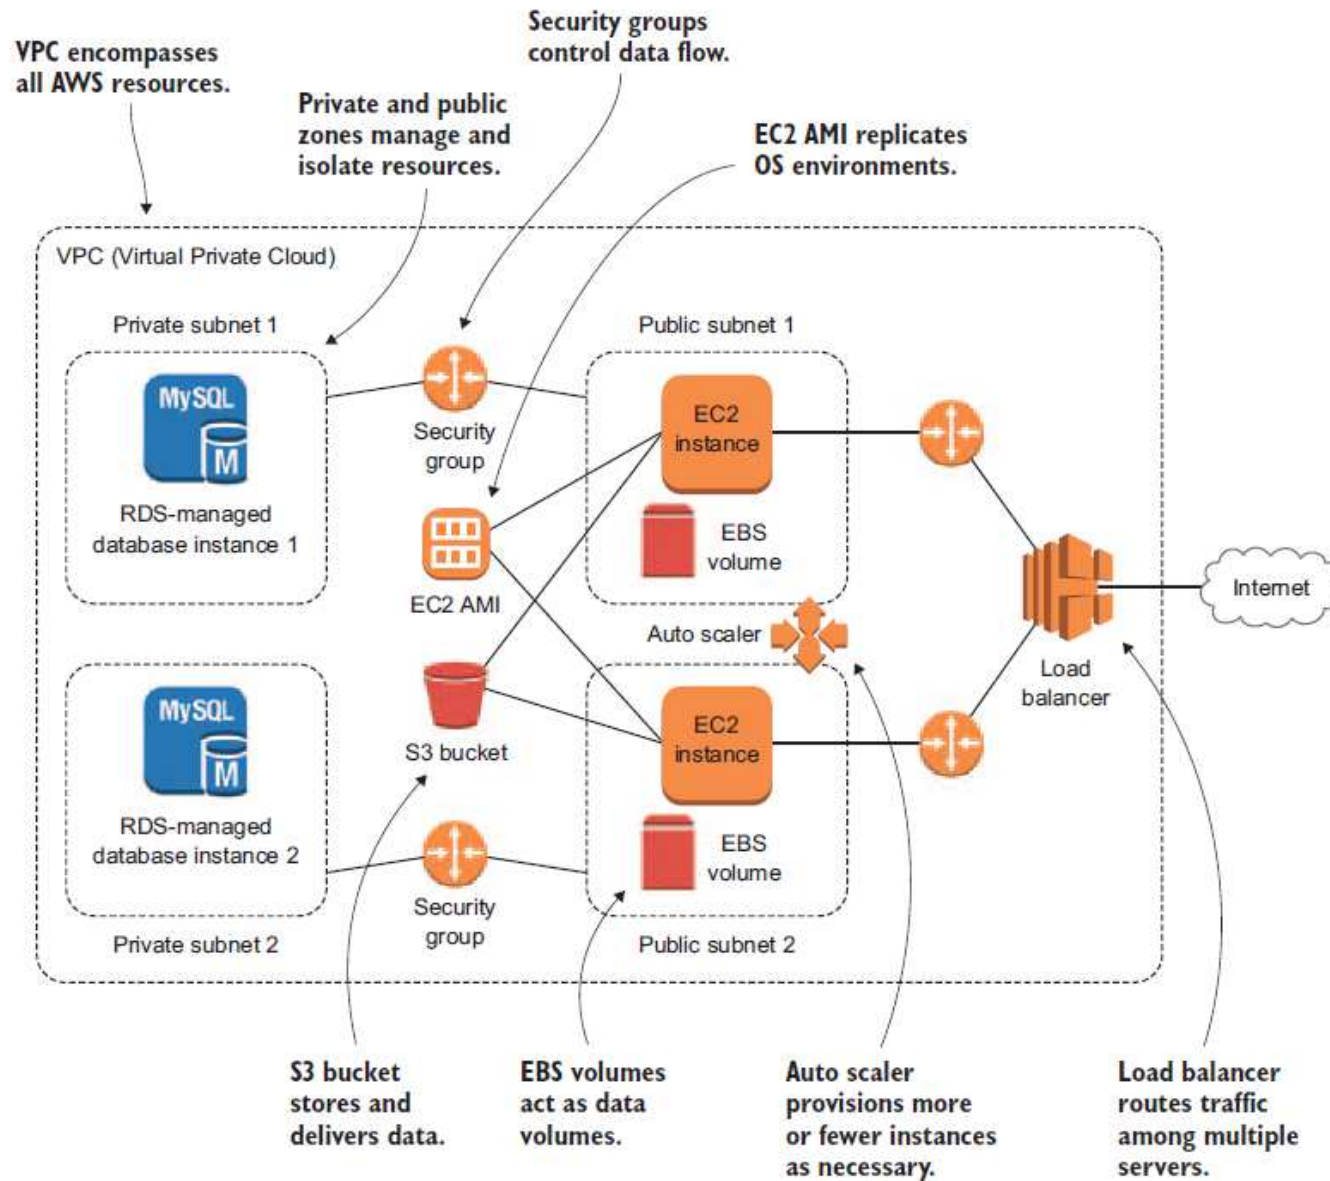 Security groups
control data flow.
VPC encompasses
all AWS resources.
Private and public
zones manage and
isolate resources.
EC2 AMI replicates
OS environments.
VPC (Virtual Private Cloud)
Private subnet 1
Public subnet 1
MySQL
M
RDS-managed
database instance 1
Security
group
EC2
instance
EBS
volume
EC2 AMI
Auto scaler
Internet
Load
balancer
S3 bucket
MySQL
M
RDS-managed
database instance 2
EC2
instance
EBS
volume
Security
group
Private subnet 2
Public subnet 2
S3 bucket
stores and
delivers data.
EBS volumes
act as data
volumes.
Auto scaler
provisions more
or fewer instances
as necessary.
Load balancer
routes traffic
among multiple
servers.